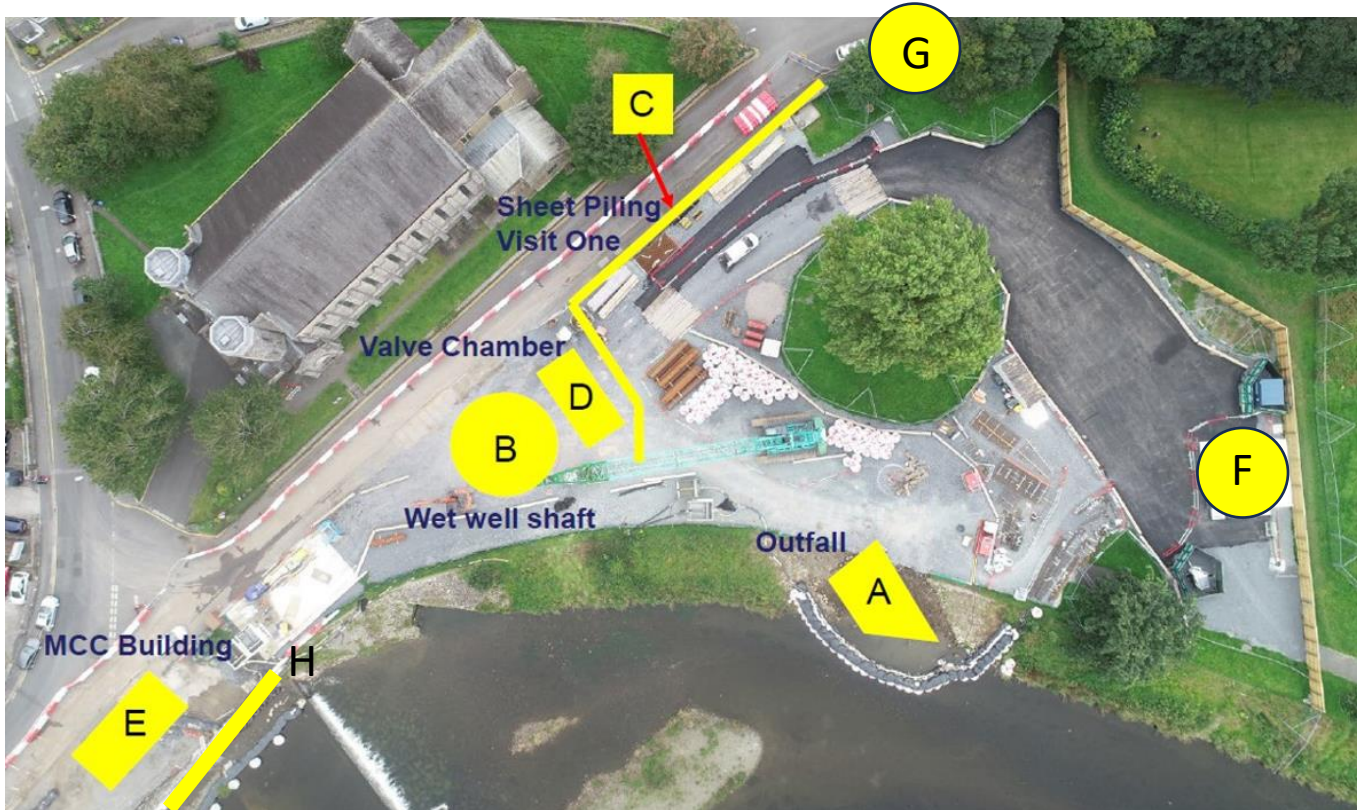 G
C
Sheet Piling
Visit One
Valve Chamber
D
B
F
Wet well shaft
Outfall
A
MCC Building
H
E